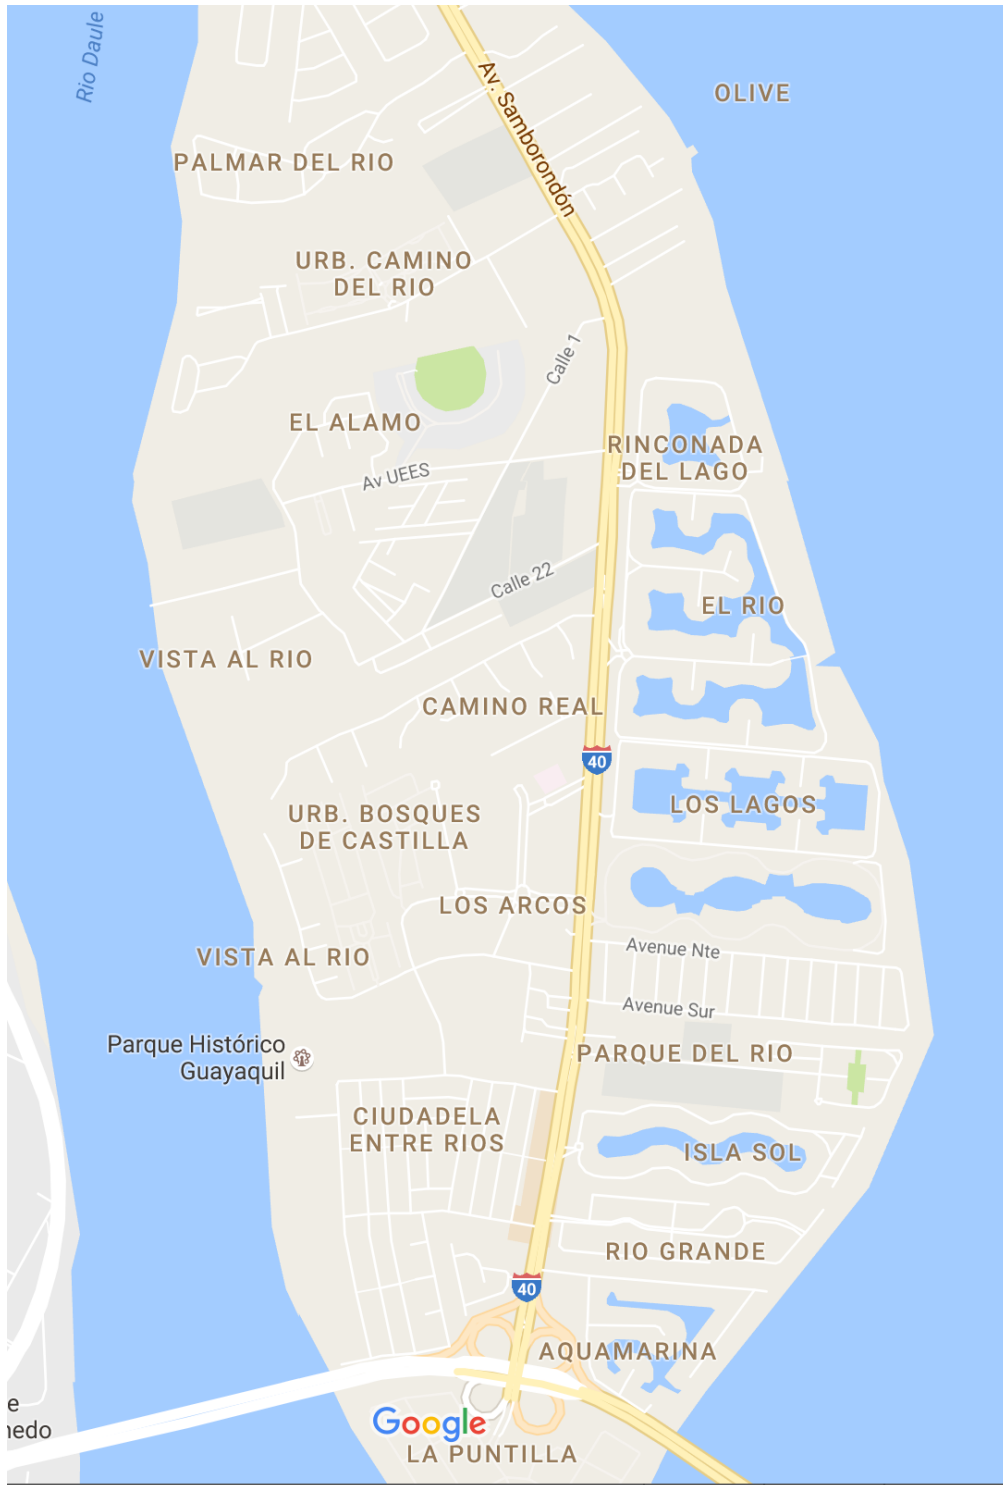 Rio Daule
OLIVE
Av. Samborondón
PALMAR DEL RIO
URB. CAMINO
DEL RIO
Calle 1
EL ALAMO
RINCONADA
DEL LAGO
Av UEES
Calle 22
EL RIO
VISTA AL RIO
CAMINO REAL
40
LOS LAGOS
URB. BOSQUES
DE CASTILLA
LOS ARCOS
Avenue Nte
VISTA AL RIO
Avenue Sur
Parque Histórico
Guayaquil
PARQUE DEL RIO
CIUDADELA
ENTRE RIOS
ISLA SOL
RIO GRANDE
40
AQUAMARINA
e
nedo
Google
LA PUNTILLA